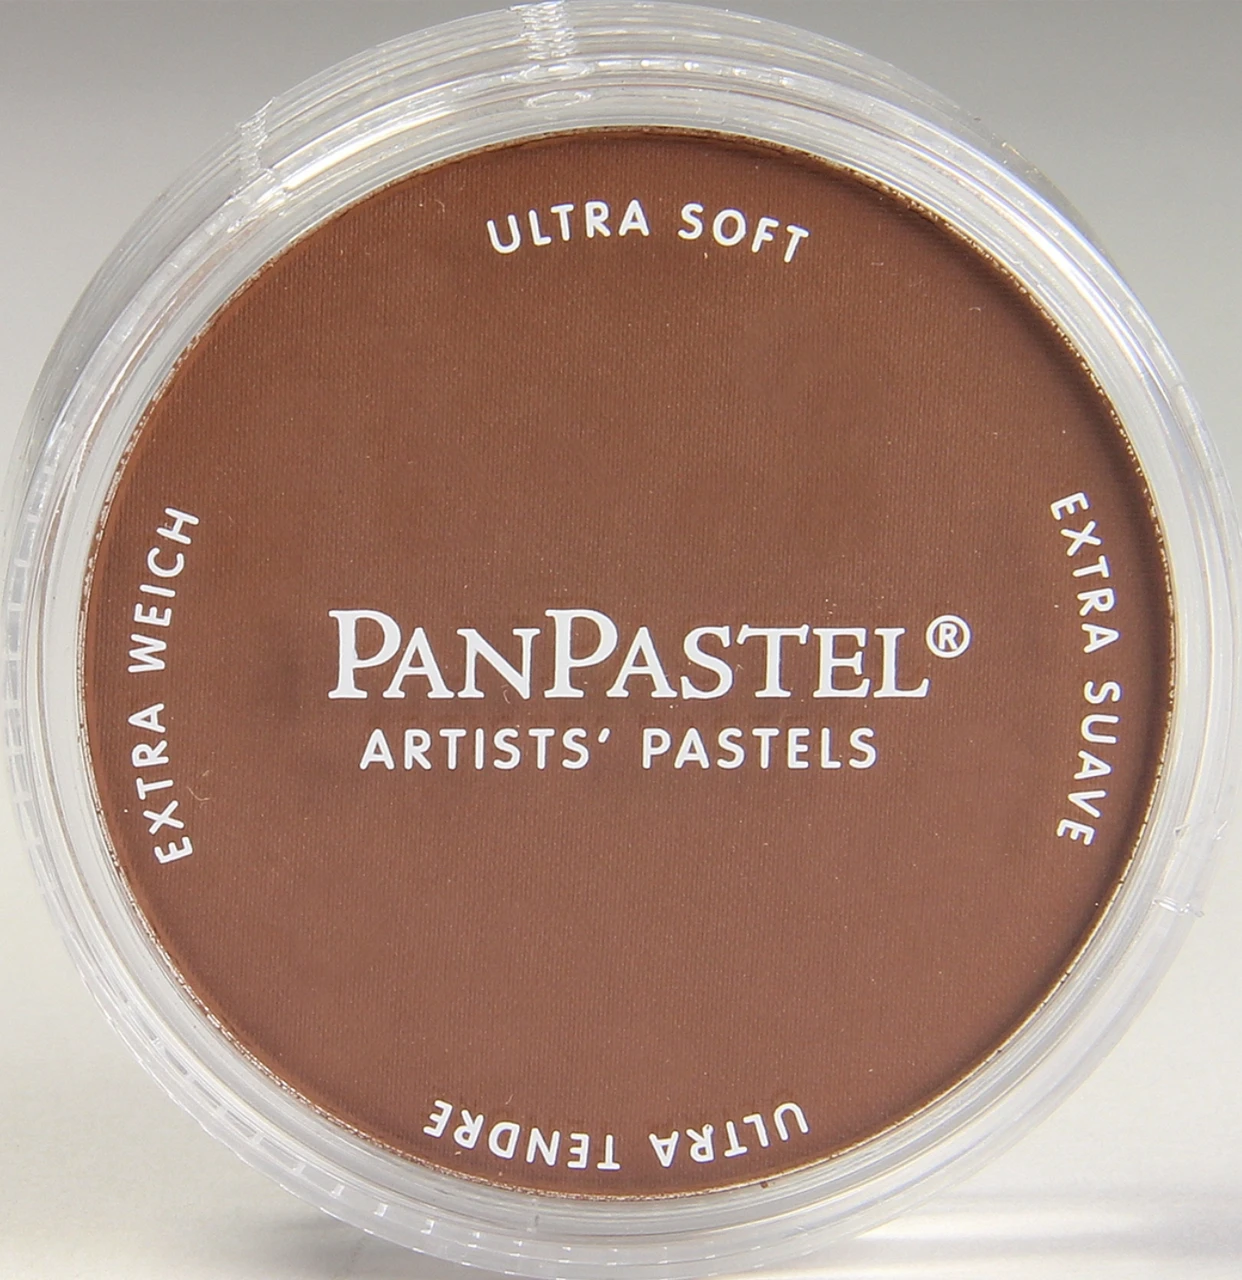 ULTRA SOFT
EXTRA WEICH
EXTRA SUAVE
PANPASTEL®
ARTISTS’ PASTELS
ULTRA TENDRE